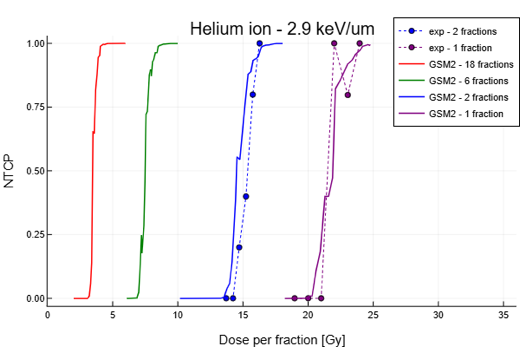 Helium ion - 2.9 keV/um
exp - 2 fractions
exp - 1 fraction
GSM2 - 18 fractions
GSM2 - 6 fractions
GSM2 - 2 fractions
GSM2 - 1 fraction
NTCP
1.00
0.75
0.50
0.25
0.00
0 5 10 15 20 25 30 35
Dose per fraction [Gy]